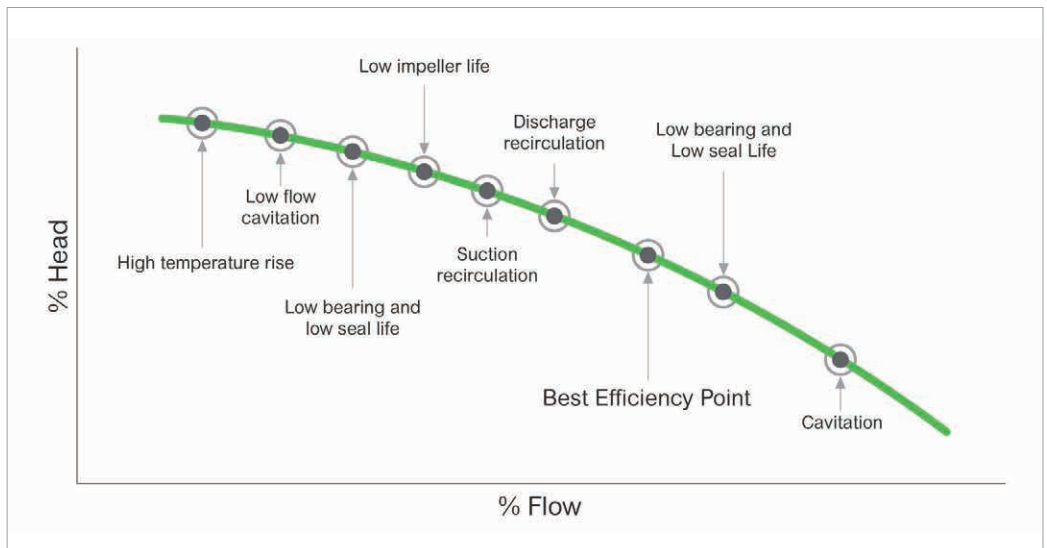 Low impeller life
Discharge
recirculation
Low bearing and
Low seal Life
Low flow
cavitation
High temperature rise
Suction
recirculation
Low bearing and
low seal life
Best Efficiency Point
Cavitation
% Head
% Flow